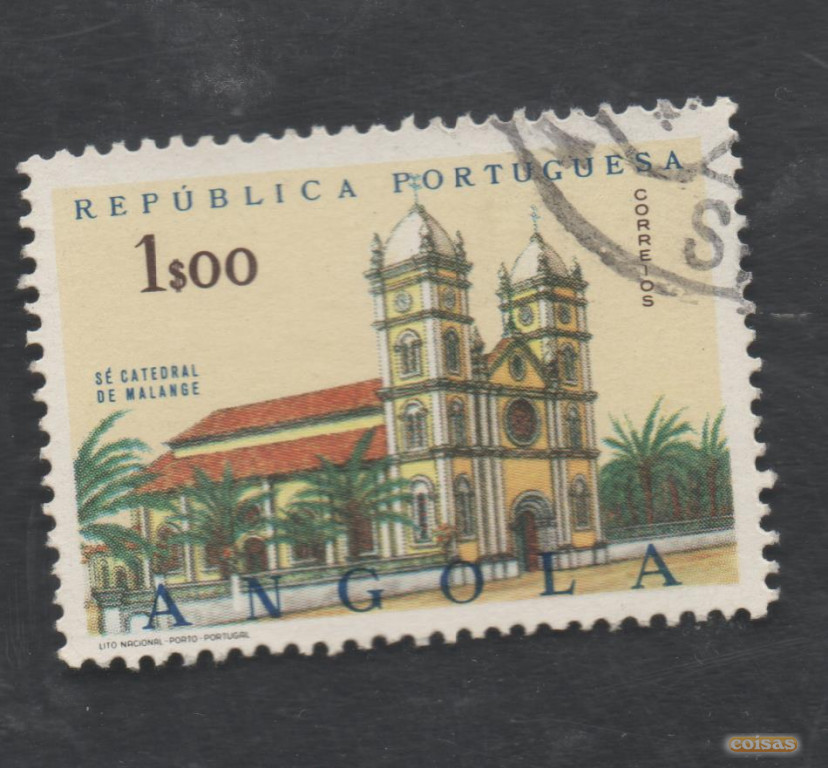 REPÚBLICA PORTUGUESA
1$00
CORREIOS
SÉ CATEDRAL
DE MALANGE
ANGOLA
LITO NACIONAL - PORTO - PORTUGAL
S
coisas